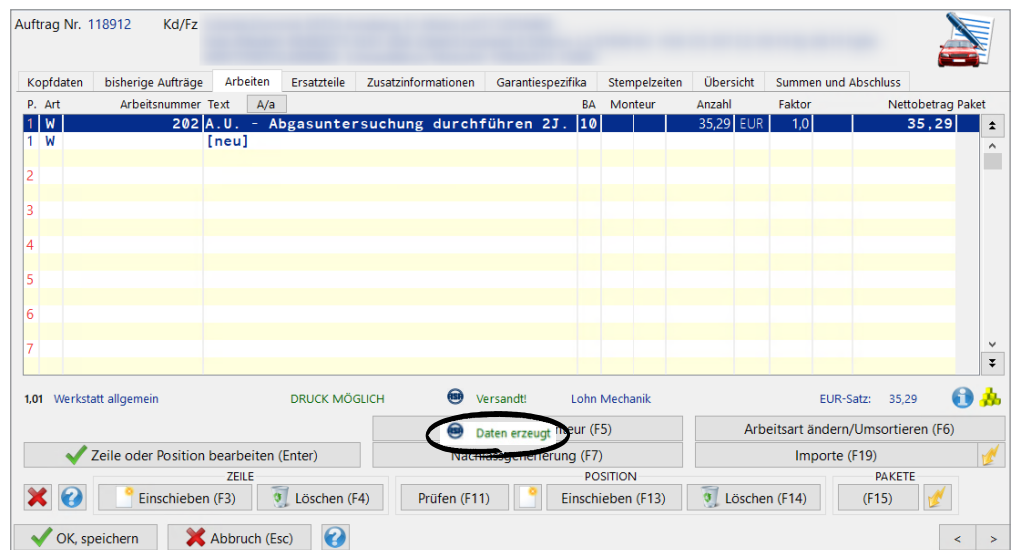 Auftrag Nr. 118912 Kd/Fz
Kopfdaten bisherige Aufträge Arbeiten Ersatzteile Zusatzinformationen Garantiespezifika Stempelzeiten Übersicht Summen und Abschluss
P. Art Arbeitsnummer Text A/a BA Monteur Anzahl Faktor Nettobetrag Paket
1 W 202 A.U. - Abgasuntersuchung durchführen 2J. 10 35,29 EUR 1,0 35,29
1 W [neu]
2
3
4
5
6
7
1,01 Werkstatt allgemein DRUCK MÖGLICH Versandt! Lohn Mechanik EUR-Satz: 35,29
Daten erzeugt (F5) Arbeitsart ändern/Umsortieren (F6)
Zeile oder Position bearbeiten (Enter) Nachlassgenerierung (F7) Importe (F19)
ZEILE POSITION PAKETE
Einschieben (F3) Löschen (F4) Prüfen (F11) Einschieben (F13) Löschen (F14) (F15)
OK, speichern Abbruch (Esc) < >